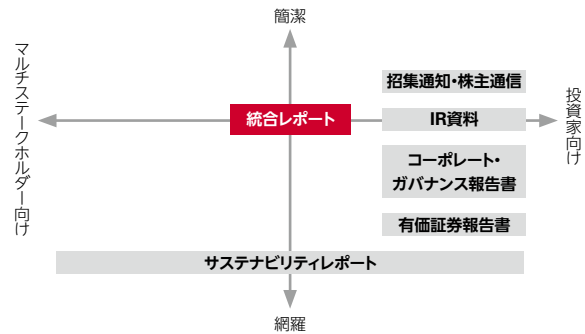 簡潔
マルチステークホルダー向け
招集通知・株主通信
統合レポート
IR資料
投資家向け
コーポレート・
ガバナンス報告書
有価証券報告書
サステナビリティレポート
網羅